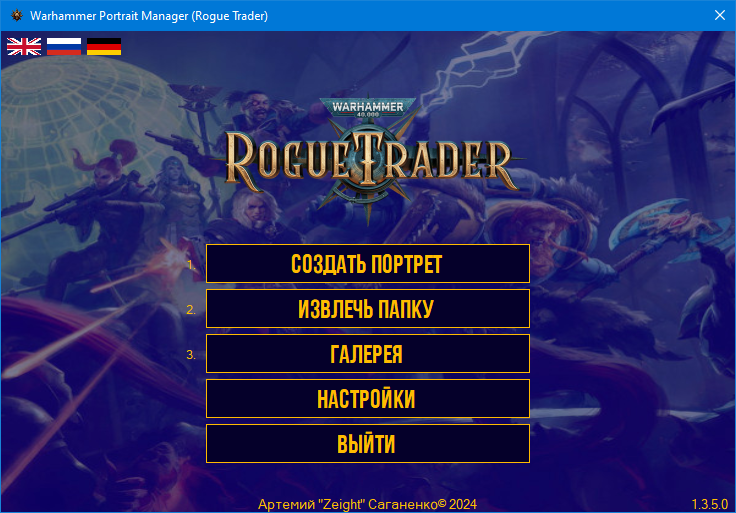 Warhammer Portrait Manager (Rogue Trader)
WARHAMMER
40,000
ROGUE TRADER
1. СОЗДАТЬ ПОРТРЕТ
2. ИЗВЛЕЧЬ ПАПКУ
3. ГАЛЕРЕЯ
НАСТРОЙКИ
ВЫЙТИ
Артемий "Zeight" Саганенко© 2024
1.3.5.0